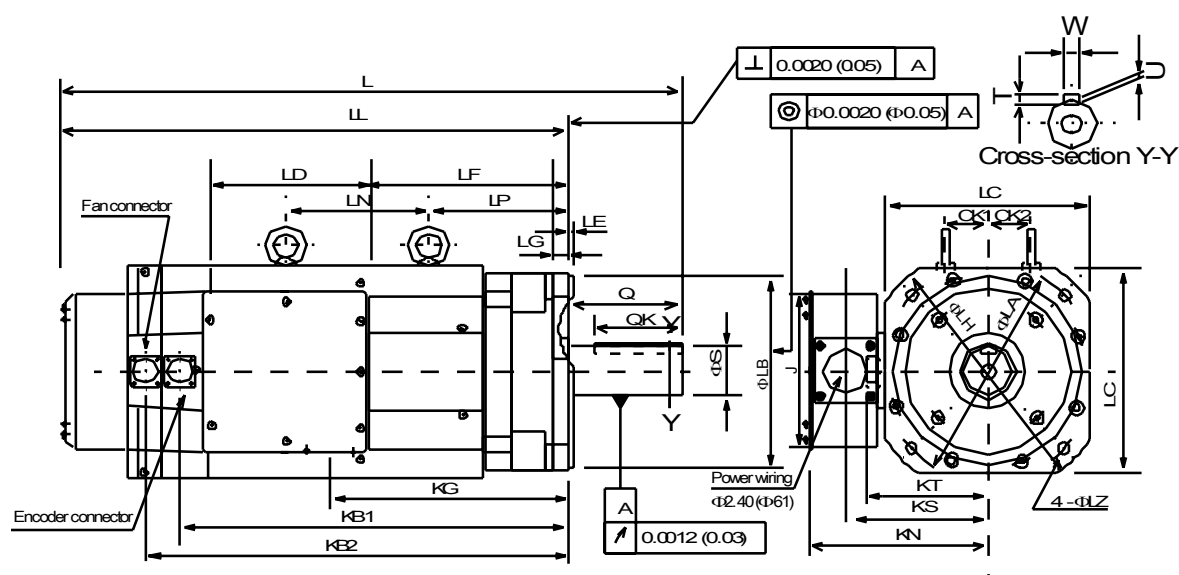 L
LL
LD
LF
LN
LP
LE
LG
Fan connector
Q
QK
Y
Y
ΦS
ΦLB
⊥ 0.0020 (0.05) A
◎ Φ0.0020 (Φ0.05) A
W
T
U
Cross-section Y-Y
LC
CK1 CK2
ΦLH
ΦLA
LC
J
Power wiring
Φ2.40 (Φ61)
KT
KS
KN
4-ΦLZ
Encoder connector
KG
KB1
KB2
A
↗ 0.0012 (0.03)